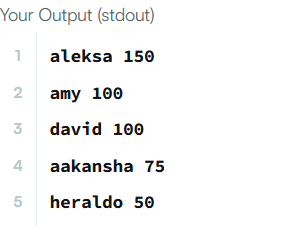 Your Output (stdout)
1 aleksa 150
2 amy 100
3 david 100
4 aakansha 75
5 heraldo 50